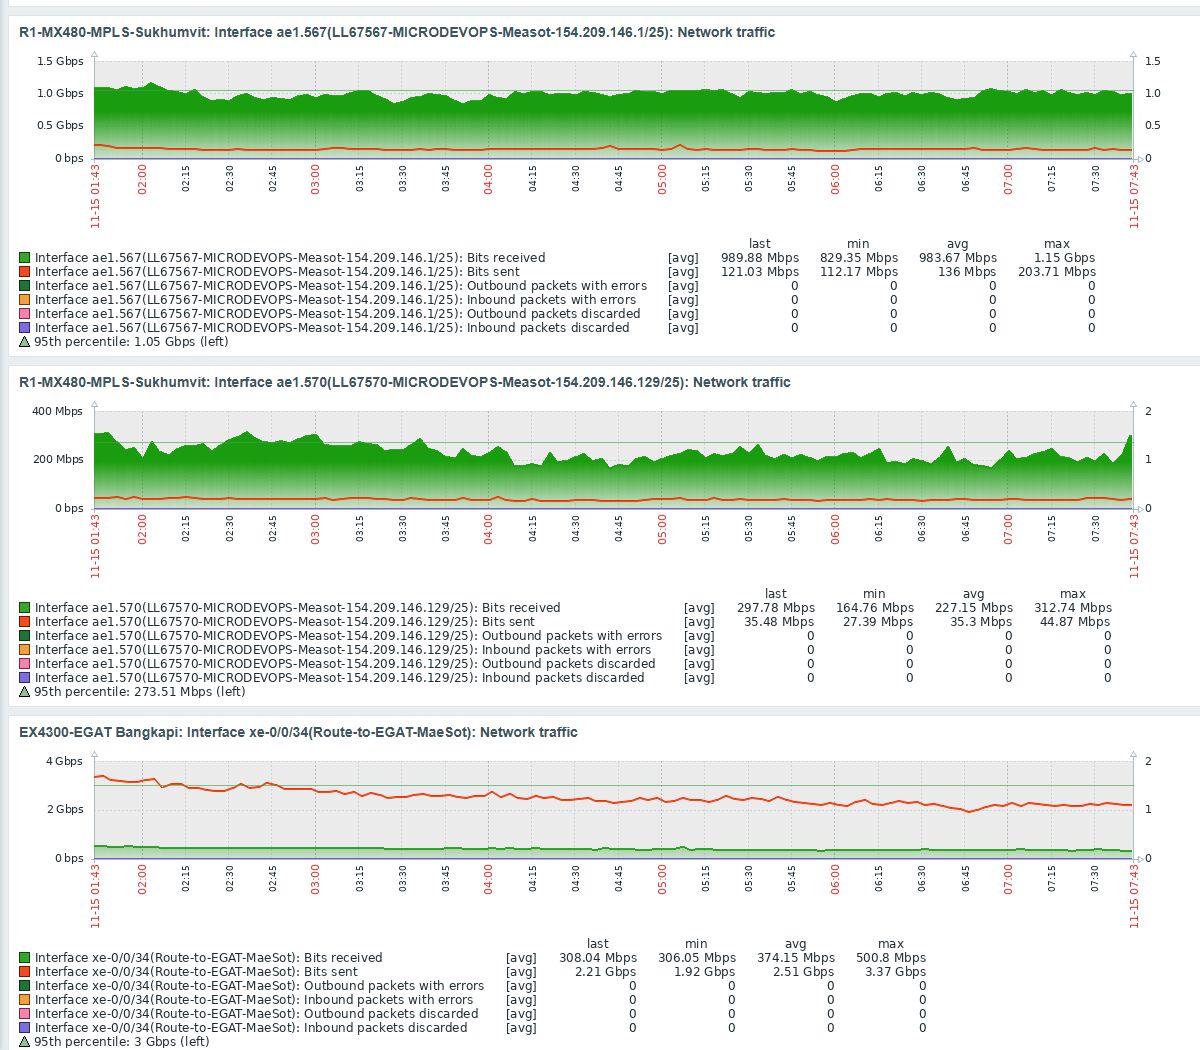 R1-MX480-MPLS-Sukhumvit: Interface ae1.567(LL67567-MICRODEVOPS-Measot-154.209.146.1/25): Network traffic
1.5 Gbps 1.5
1.0 Gbps 1.0
0.5 Gbps 0.5
0 bps 0
11-15 01:43 02:00 02:15 02:30 02:45 03:00 03:15 03:30 03:45 04:00 04:15 04:30 04:45 05:00 05:15 05:30 05:45 06:00 06:15 06:30 06:45 07:00 07:15 07:30 11-15 07:43
last min avg max
Interface ae1.567(LL67567-MICRODEVOPS-Measot-154.209.146.1/25): Bits received [avg] 989.88 Mbps 829.35 Mbps 983.67 Mbps 1.15 Gbps
Interface ae1.567(LL67567-MICRODEVOPS-Measot-154.209.146.1/25): Bits sent [avg] 121.03 Mbps 112.17 Mbps 136 Mbps 203.71 Mbps
Interface ae1.567(LL67567-MICRODEVOPS-Measot-154.209.146.1/25): Outbound packets with errors [avg] 0 0 0 0
Interface ae1.567(LL67567-MICRODEVOPS-Measot-154.209.146.1/25): Inbound packets with errors [avg] 0 0 0 0
Interface ae1.567(LL67567-MICRODEVOPS-Measot-154.209.146.1/25): Outbound packets discarded [avg] 0 0 0 0
Interface ae1.567(LL67567-MICRODEVOPS-Measot-154.209.146.1/25): Inbound packets discarded [avg] 0 0 0 0
95th percentile: 1.05 Gbps (left)
R1-MX480-MPLS-Sukhumvit: Interface ae1.570(LL67570-MICRODEVOPS-Measot-154.209.146.129/25): Network traffic
400 Mbps 2
200 Mbps 1
0 bps 0
11-15 01:43 02:00 02:15 02:30 02:45 03:00 03:15 03:30 03:45 04:00 04:15 04:30 04:45 05:00 05:15 05:30 05:45 06:00 06:15 06:30 06:45 07:00 07:15 07:30 11-15 07:43
last min avg max
Interface ae1.570(LL67570-MICRODEVOPS-Measot-154.209.146.129/25): Bits received [avg] 297.78 Mbps 164.76 Mbps 227.15 Mbps 312.74 Mbps
Interface ae1.570(LL67570-MICRODEVOPS-Measot-154.209.146.129/25): Bits sent [avg] 35.48 Mbps 27.39 Mbps 35.3 Mbps 44.87 Mbps
Interface ae1.570(LL67570-MICRODEVOPS-Measot-154.209.146.129/25): Outbound packets with errors [avg] 0 0 0 0
Interface ae1.570(LL67570-MICRODEVOPS-Measot-154.209.146.129/25): Inbound packets with errors [avg] 0 0 0 0
Interface ae1.570(LL67570-MICRODEVOPS-Measot-154.209.146.129/25): Outbound packets discarded [avg] 0 0 0 0
Interface ae1.570(LL67570-MICRODEVOPS-Measot-154.209.146.129/25): Inbound packets discarded [avg] 0 0 0 0
95th percentile: 273.51 Mbps (left)
EX4300-EGAT Bangkapi: Interface xe-0/0/34(Route-to-EGAT-MaeSot): Network traffic
4 Gbps 2
2 Gbps 1
0 bps 0
11-15 01:43 02:00 02:15 02:30 02:45 03:00 03:15 03:30 03:45 04:00 04:15 04:30 04:45 05:00 05:15 05:30 05:45 06:00 06:15 06:30 06:45 07:00 07:15 07:30 11-15 07:43
last min avg max
Interface xe-0/0/34(Route-to-EGAT-MaeSot): Bits received [avg] 308.04 Mbps 306.05 Mbps 374.15 Mbps 500.8 Mbps
Interface xe-0/0/34(Route-to-EGAT-MaeSot): Bits sent [avg] 2.21 Gbps 1.92 Gbps 2.51 Gbps 3.37 Gbps
Interface xe-0/0/34(Route-to-EGAT-MaeSot): Outbound packets with errors [avg] 0 0 0 0
Interface xe-0/0/34(Route-to-EGAT-MaeSot): Inbound packets with errors [avg] 0 0 0 0
Interface xe-0/0/34(Route-to-EGAT-MaeSot): Outbound packets discarded [avg] 0 0 0 0
Interface xe-0/0/34(Route-to-EGAT-MaeSot): Inbound packets discarded [avg] 0 0 0 0
95th percentile: 3 Gbps (left)